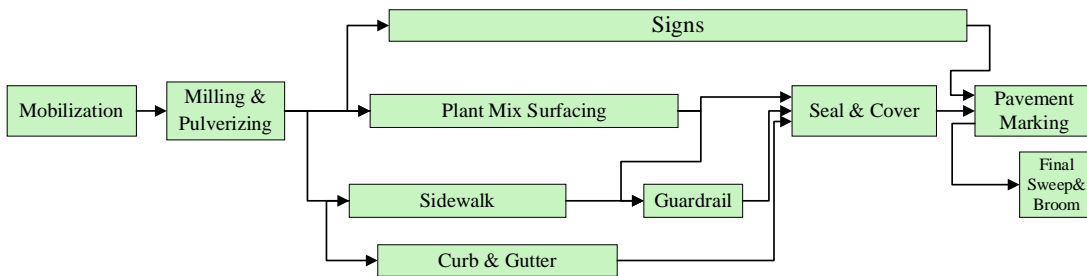 Signs
Mobilization
Milling &
Pulverizing
Plant Mix Surfacing
Seal & Cover
Pavement
Marking
Sidewalk
Guardrail
Final
Sweep&
Broom
Curb & Gutter